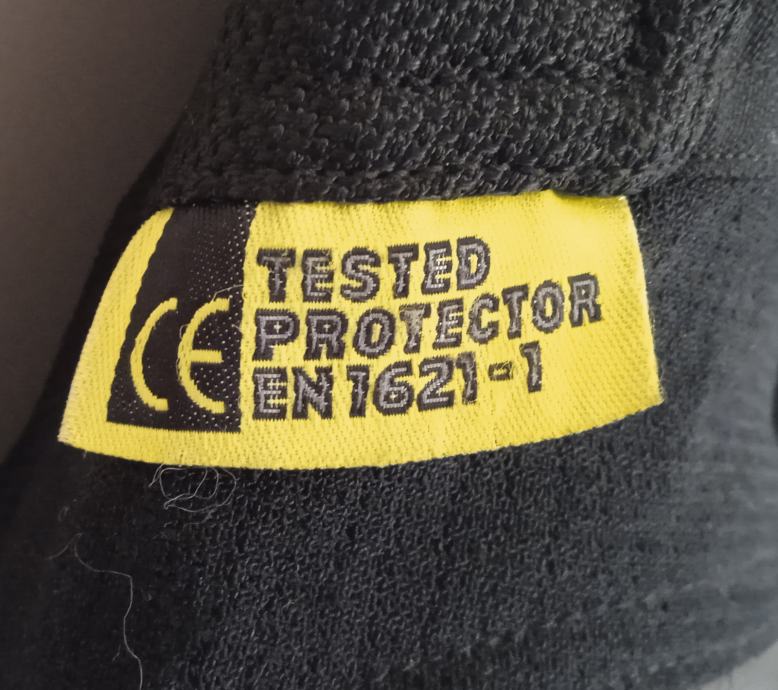 CE
TESTED
PROTECTOR
EN 1621-1